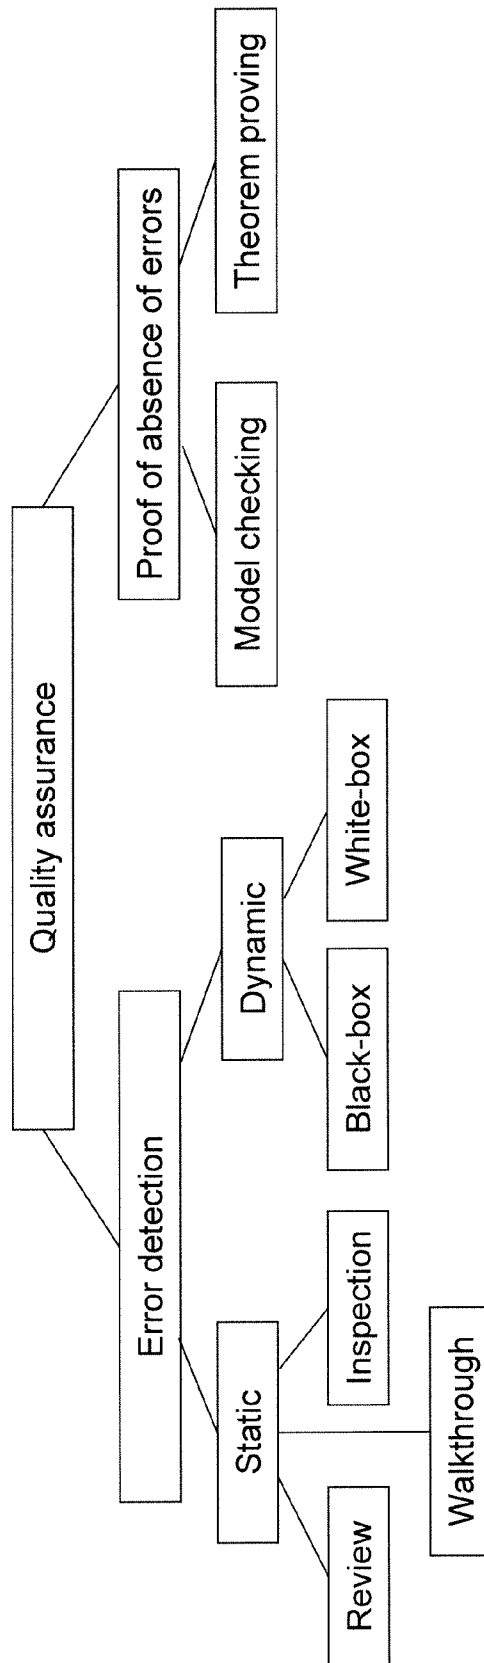 Quality assurance
Error detection
Proof of absence of errors
Static
Dynamic
Model checking
Theorem proving
Review
Inspection
Black-box
White-box
Walkthrough